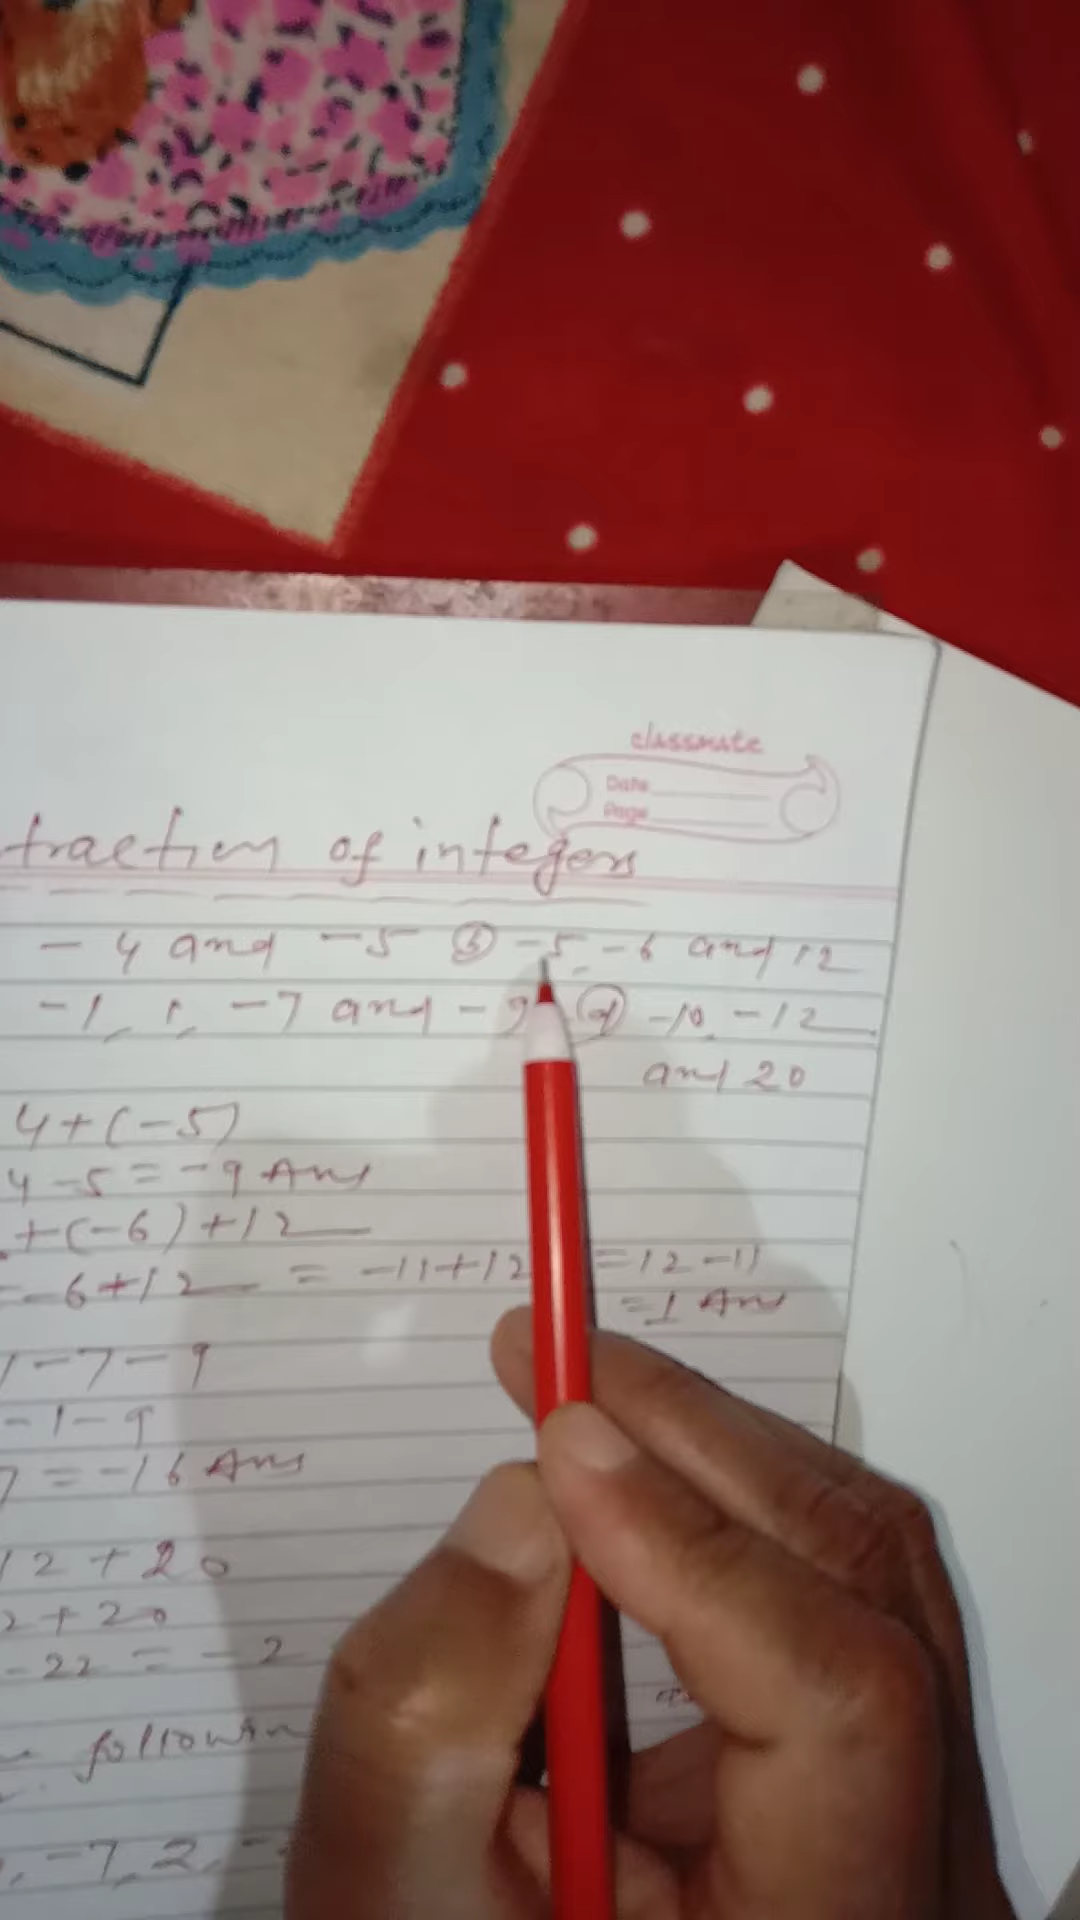 classmate
Date
Page
traction of integers
- 4 and -5 (b) -5, -6 and 12
-1, 1, -7 and -9 (d) -10, -12
and 20
4+(-5)
4-5=-9 Ans
+(-6)+12
=-6+12 = -11+12 =12-11
=1 Ans
1-7-9
-1-9
7 = -16 Ans
12+20
2+20
-22 = -2
followin
, -7, 2, -